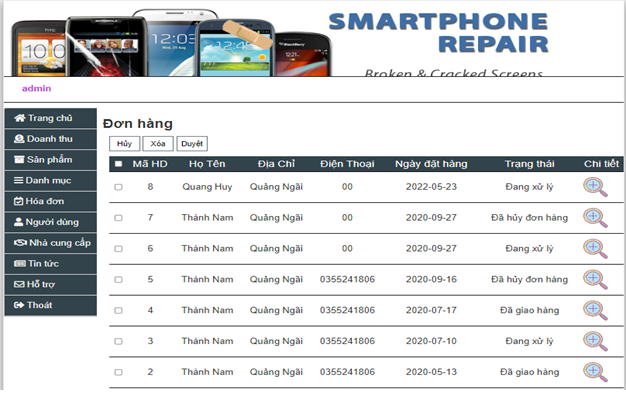 SMARTPHONE
REPAIR
Broken & Cracked Screens
admin
Trang chủ
Doanh thu
Sản phẩm
Danh mục
Hóa đơn
Người dùng
Nhà cung cấp
Tin tức
Hỗ trợ
Thoát
Đơn hàng
Hủy Xóa Duyệt
Mã HD Họ Tên Địa Chỉ Điện Thoại Ngày đặt hàng Trạng thái Chi tiết
8 Quang Huy Quảng Ngãi 00 2022-05-23 Đang xử lý
7 Thành Nam Quảng Ngãi 00 2020-09-27 Đã hủy đơn hàng
6 Thành Nam Quảng Ngãi 00 2020-09-27 Đang xử lý
5 Thành Nam Quảng Ngãi 0355241806 2020-09-16 Đã hủy đơn hàng
4 Thành Nam Quảng Ngãi 0355241806 2020-07-17 Đã giao hàng
3 Thành Nam Quảng Ngãi 0355241806 2020-07-10 Đang xử lý
2 Thành Nam Quảng Ngãi 0355241806 2020-05-13 Đã giao hàng